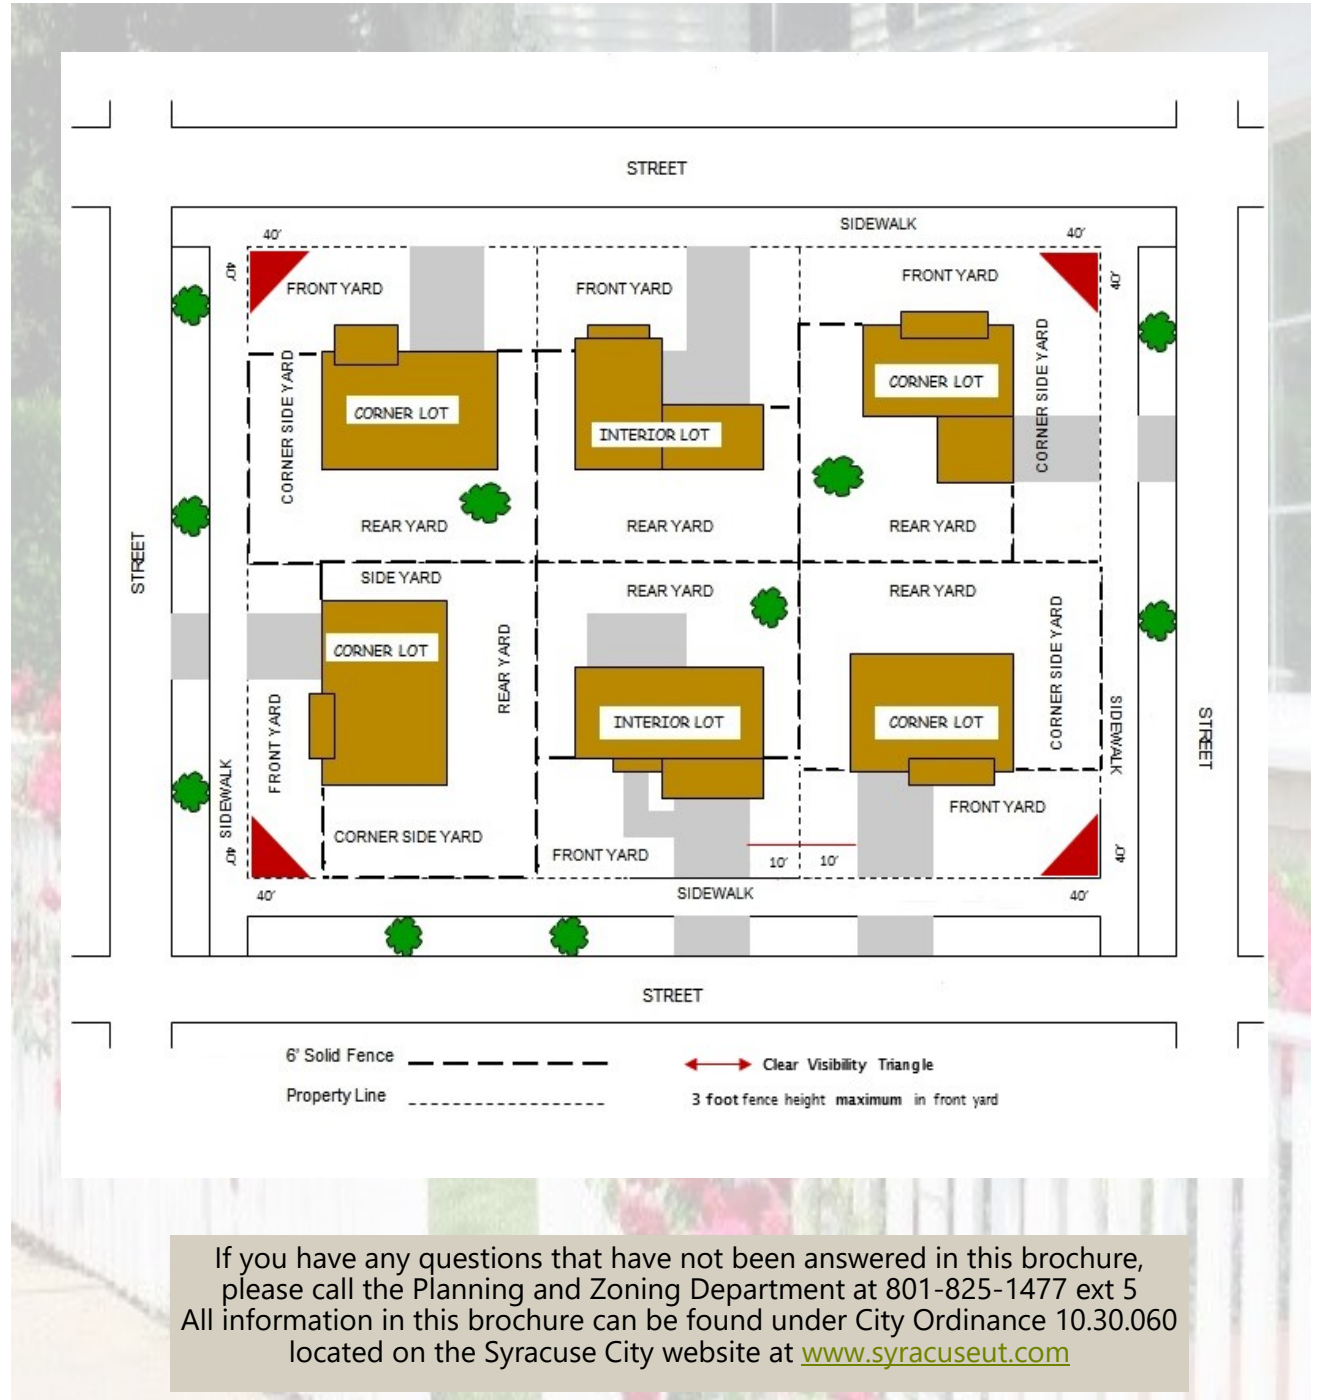 STREET
SIDEWALK
40'
40'
40'
40'
FRONT YARD
FRONT YARD
FRONT YARD
CORNER SIDE YARD
CORNER LOT
INTERIOR LOT
CORNER LOT
CORNER SIDE YARD
REAR YARD
REAR YARD
REAR YARD
STREET
SIDE YARD
REAR YARD
REAR YARD
CORNER LOT
REAR YARD
CORNER SIDE YARD
FRONT YARD
INTERIOR LOT
CORNER LOT
SIDEWALK
STREET
SIDEWALK
CORNER SIDE YARD
FRONT YARD
FRONT YARD
10'
10'
40'
40'
40'
40'
SIDEWALK
STREET
6' Solid Fence
Clear Visibility Triangle
Property Line
3 foot fence height maximum in front yard
If you have any questions that have not been answered in this brochure,
please call the Planning and Zoning Department at 801-825-1477 ext 5
All information in this brochure can be found under City Ordinance 10.30.060
located on the Syracuse City website at www.syracuseut.com